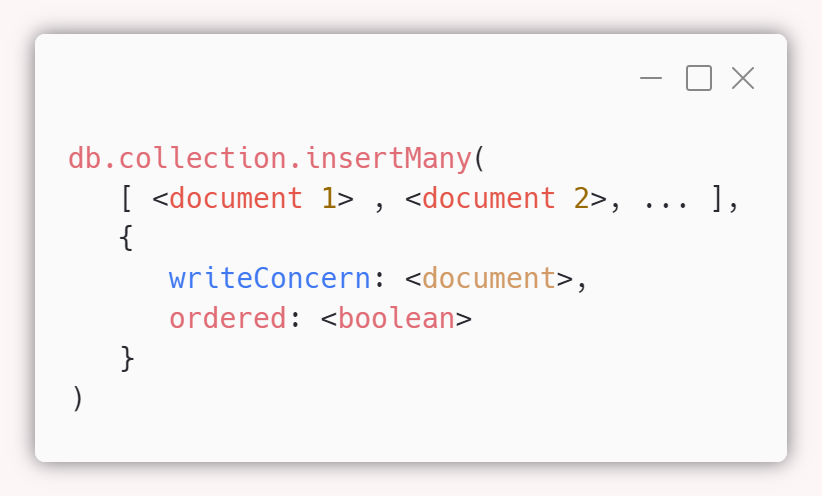 db.collection.insertMany(
   [ <document 1> , <document 2>, ... ],
   {
      writeConcern: <document>,
      ordered: <boolean>
   }
)